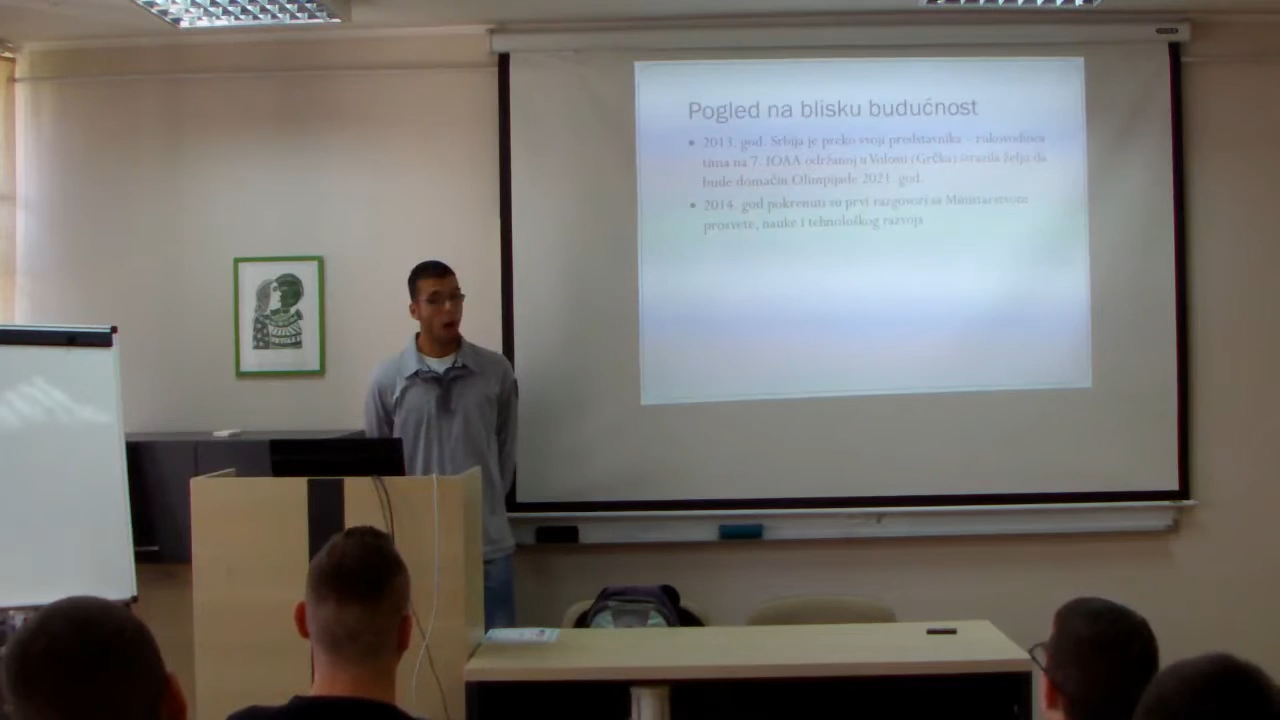 Pogled na blisku budućnost
• 2013. god. Srbija je preko svoji predstavnika – rukovodioca
tima na 7. IOAA održanoj u Volosu (Grčka) izrazila želju da
bude domaćin Olimpijade 2021. god.
• 2014. god pokrenuti su prvi razgovori sa Ministarstvom
prosvete, nauke i tehnološkog razvoja